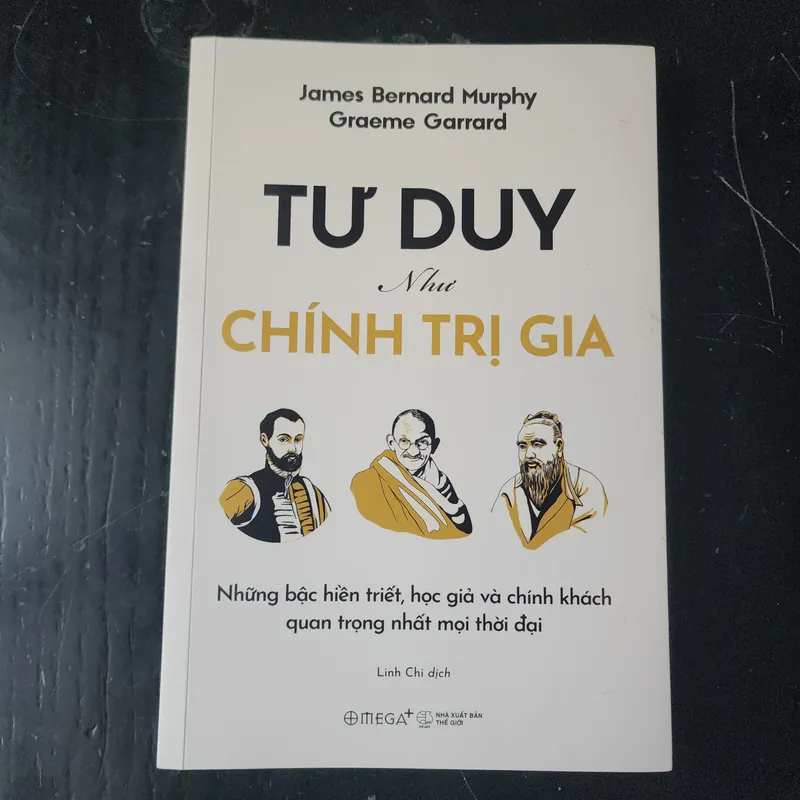 James Bernard Murphy
Graeme Garrard
TƯ DUY
Như
CHÍNH TRỊ GIA
Những bậc hiền triết, học giả và chính khách
quan trọng nhất mọi thời đại
Linh Chi dịch
OMEGA+
NHÀ XUẤT BẢN
THẾ GIỚI